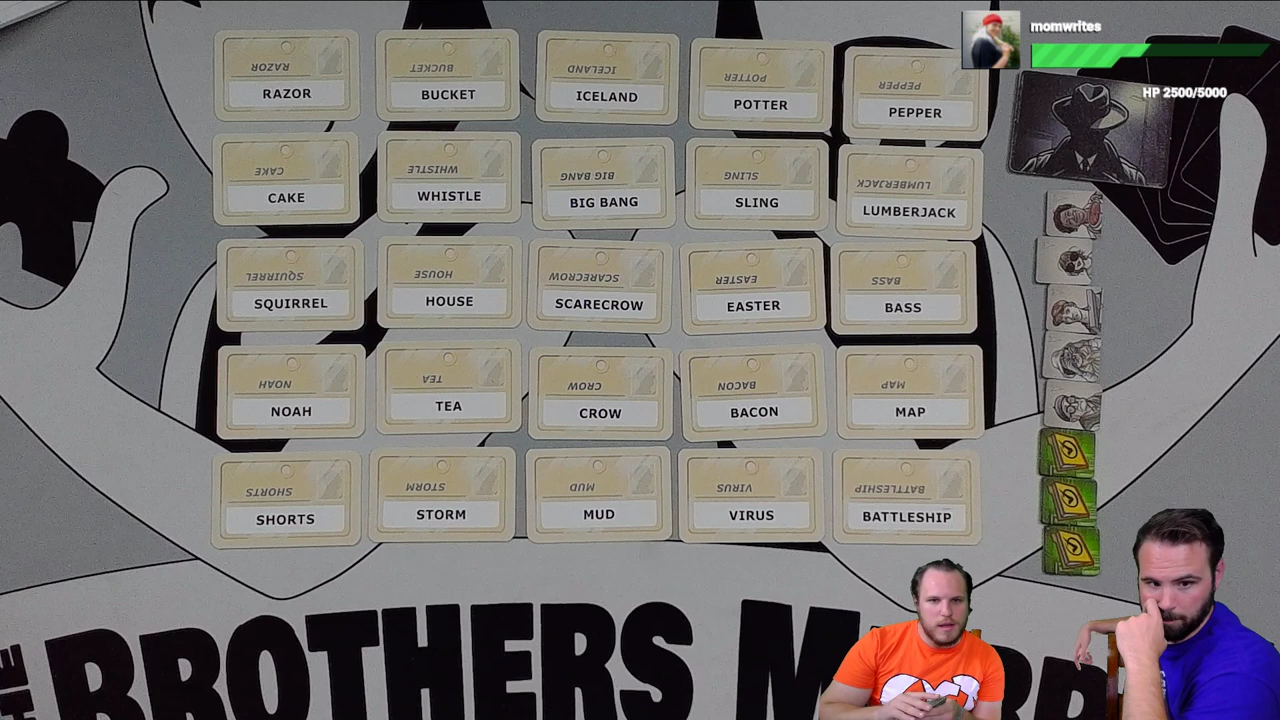 momwrites
HP 2500/5000
RAZOR
RAZOR
BUCKET
BUCKET
ICELAND
ICELAND
POTTER
POTTER
PEPPER
PEPPER
CAKE
CAKE
WHISTLE
WHISTLE
BIG BANG
BIG BANG
SLING
SLING
LUMBERJACK
LUMBERJACK
SQUIRREL
SQUIRREL
HOUSE
HOUSE
SCARECROW
SCARECROW
EASTER
EASTER
BASS
BASS
NOAH
NOAH
TEA
TEA
CROW
CROW
BACON
BACON
MAP
MAP
SHORTS
SHORTS
STORM
STORM
MUD
MUD
VIRUS
VIRUS
BATTLESHIP
BATTLESHIP
THE BROTHERS